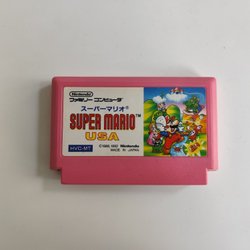 Nintendo
ファミリー コンピュータ
スーパーマリオ
SUPER MARIO
USA
HVC-MT
©1988, 1992 Nintendo
MADE IN JAPAN